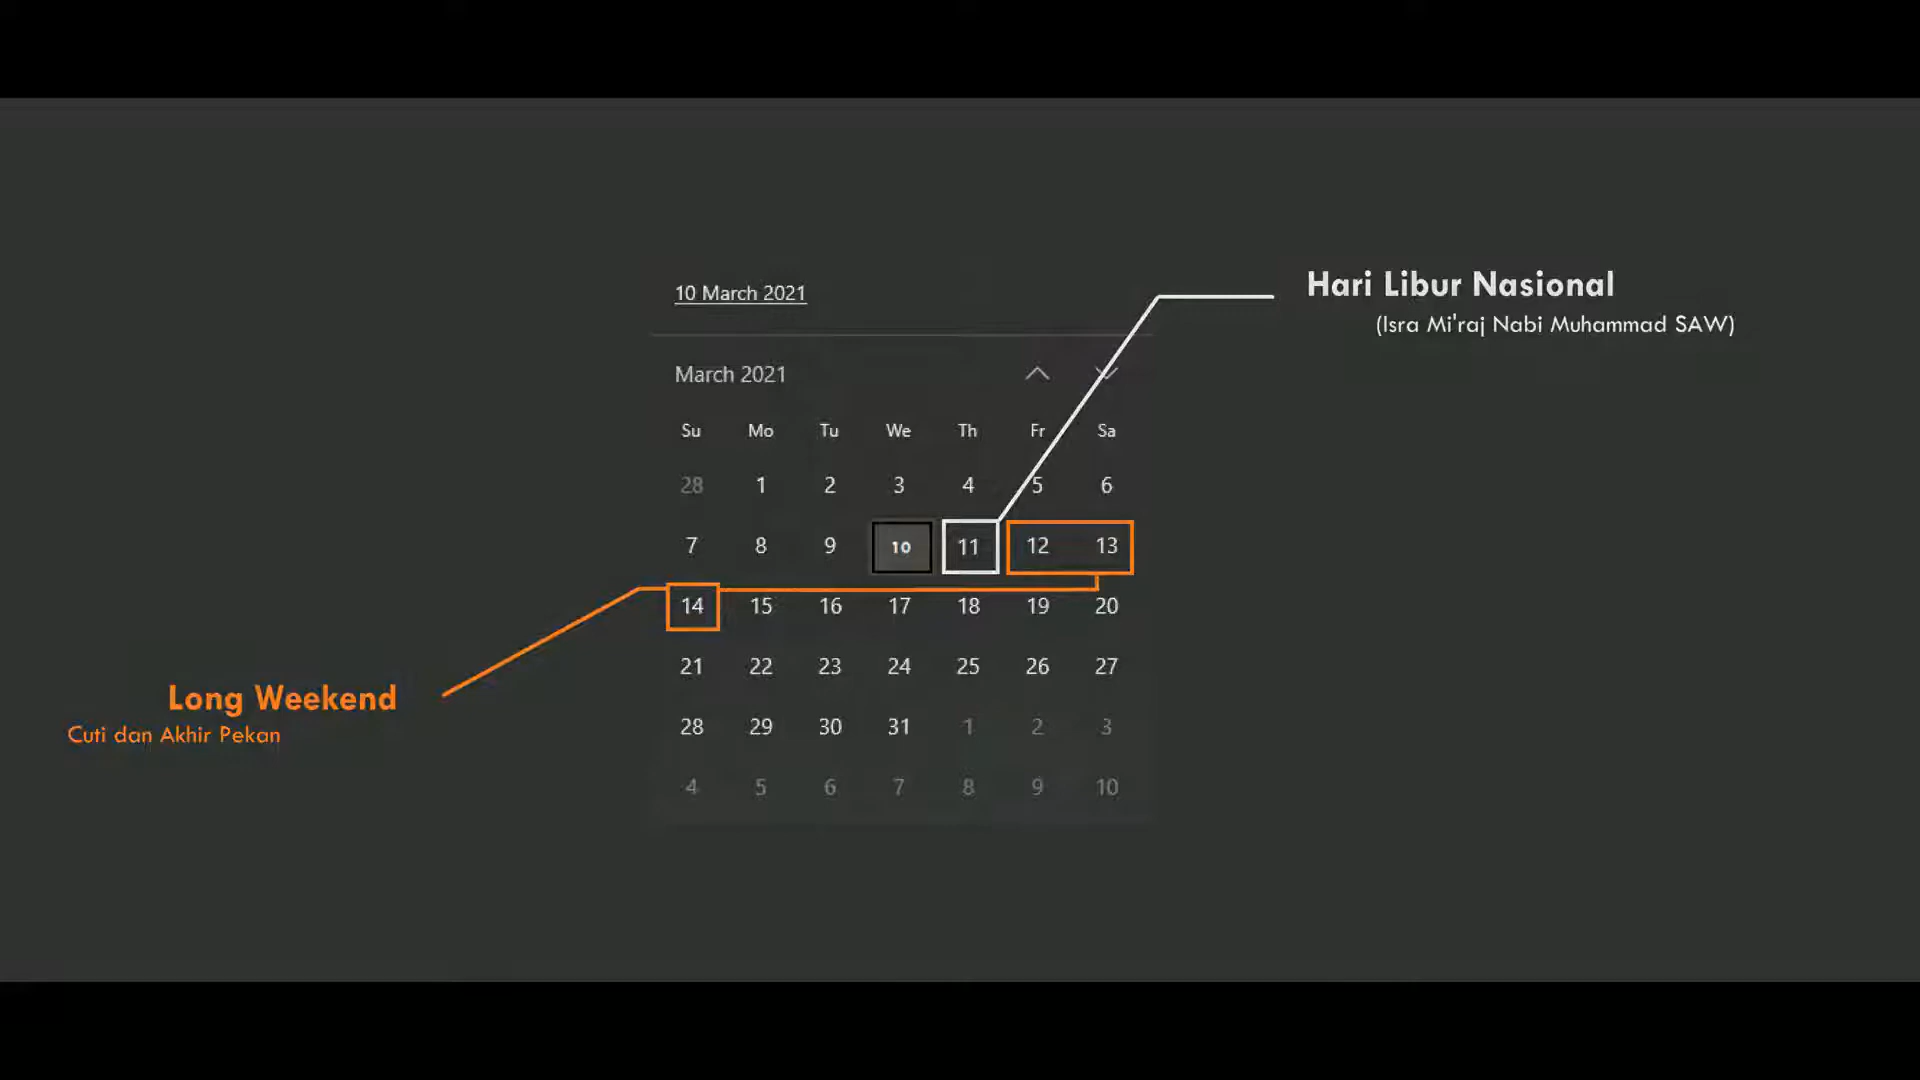 10 March 2021
Hari Libur Nasional
(Isra Mi'raj Nabi Muhammad SAW)
March 2021
Su Mo Tu We Th Fr Sa
28 1 2 3 4 5 6
7 8 9 10 11 12 13
14 15 16 17 18 19 20
21 22 23 24 25 26 27
Long Weekend
Cuti dan Akhir Pekan
28 29 30 31 1 2 3
4 5 6 7 8 9 10